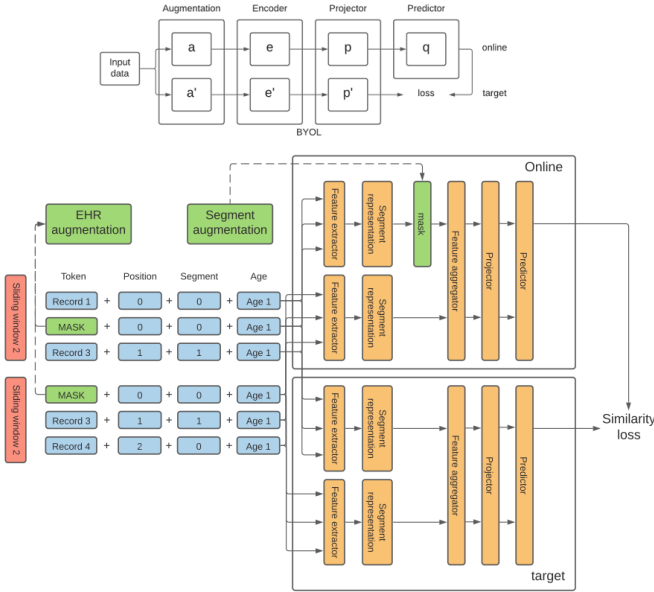 Augmentation Encoder Projector Predictor
Input
data
a e p q online
a' e' p' loss target
BYOL
Online
EHR
augmentation
Segment
augmentation
Feature extractor
Segment
representation
mask
Feature aggregator
Projector
Predictor
Feature extractor
Segment
representation
Token Position Segment Age
Sliding window 2
Record 1 + 0 + 0 + Age 1
MASK + 0 + 0 + Age 1
Record 3 + 1 + 1 + Age 1
Sliding window 2
MASK + 0 + 0 + Age 1
Record 3 + 1 + 1 + Age 1
Record 4 + 2 + 0 + Age 1
Feature extractor
Segment
representation
Feature aggregator
Projector
Predictor
Feature extractor
Segment
representation
Similarity
loss
target